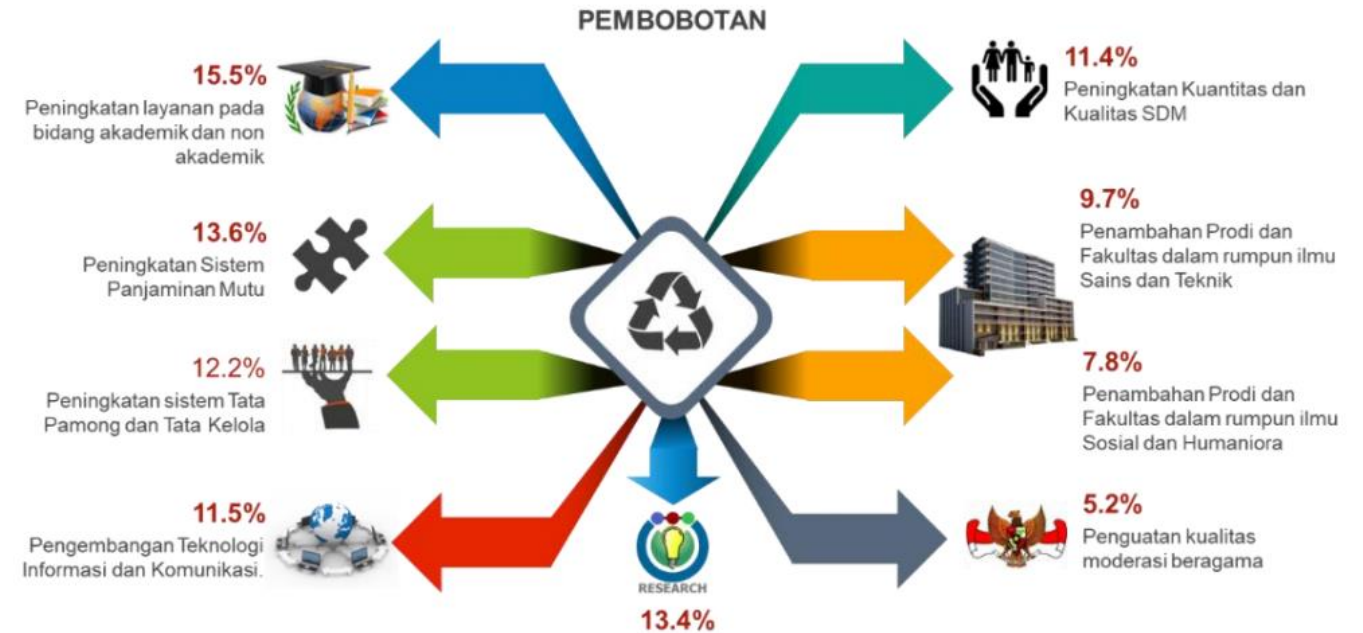 PEMBOBOTAN
15.5%
Peningkatan layanan pada
bidang akademik dan non
akademik
13.6%
Peningkatan Sistem
Panjaminan Mutu
12.2%
Peningkatan sistem Tata
Pamong dan Tata Kelola
11.5%
Pengembangan Teknologi
Informasi dan Komunikasi.
RESEARCH
13.4%
11.4%
Peningkatan Kuantitas dan
Kualitas SDM
9.7%
Penambahan Prodi dan
Fakultas dalam rumpun ilmu
Sains dan Teknik
7.8%
Penambahan Prodi dan
Fakultas dalam rumpun ilmu
Sosial dan Humaniora
5.2%
Penguatan kualitas
moderasi beragama